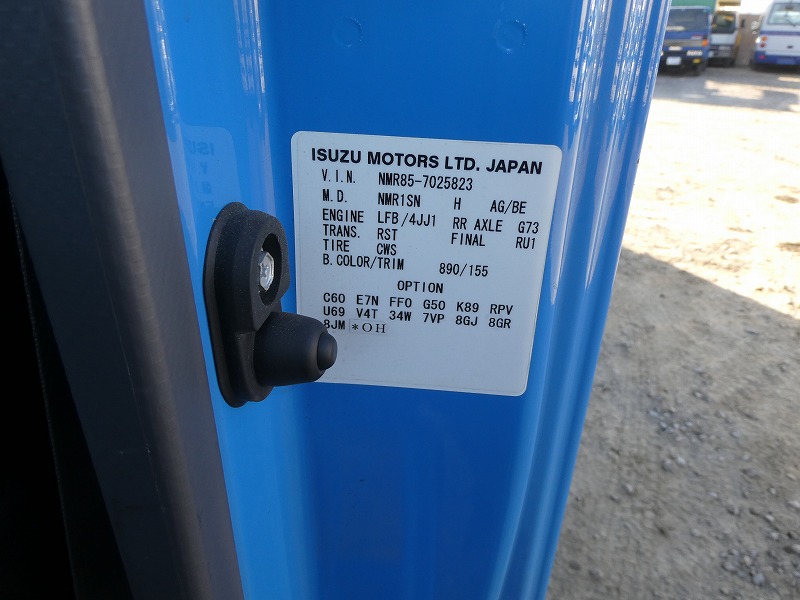 ISUZU MOTORS LTD. JAPAN
V.I.N. NMR85-7025823
M.D. NMR1SN H AG/BE
ENGINE LFB/4JJ1 RR AXLE G73
TRANS. RST FINAL RU1
TIRE CWS
B.COLOR/TRIM 890/155
OPTION
C60 E7N FF0 G50 K89 RPV
U69 V4T 34W 7VP 8GJ 8GR
8JM *OH